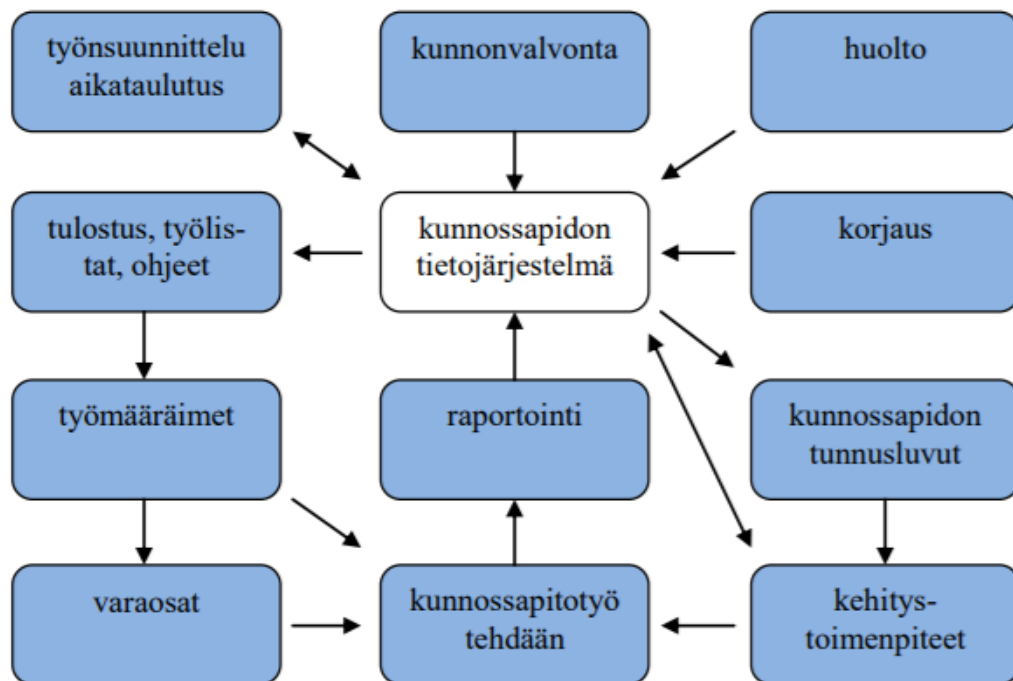 työnsuunnittelu
aikataulutus
kunnonvalvonta
huolto
tulostus, työlis-
tat, ohjeet
kunnossapidon
tietojärjestelmä
korjaus
työmääräimet
raportointi
kunnossapidon
tunnusluvut
varaosat
kunnossapitotyö
tehdään
kehitys-
toimenpiteet